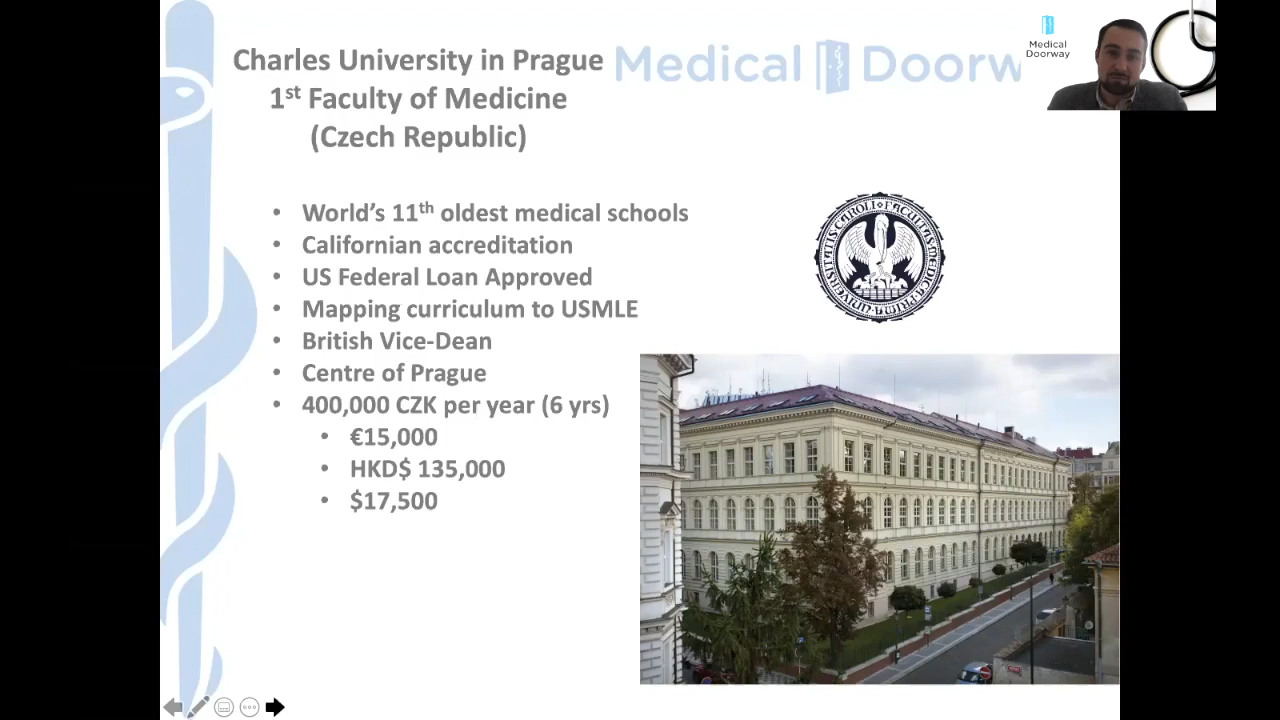 Charles University in Prague
1st Faculty of Medicine
(Czech Republic)
Medical Doorw
Medical
Doorway
• World's 11th oldest medical schools
• Californian accreditation
• US Federal Loan Approved
• Mapping curriculum to USMLE
• British Vice-Dean
• Centre of Prague
• 400,000 CZK per year (6 yrs)
• €15,000
• HKD$ 135,000
• $17,500